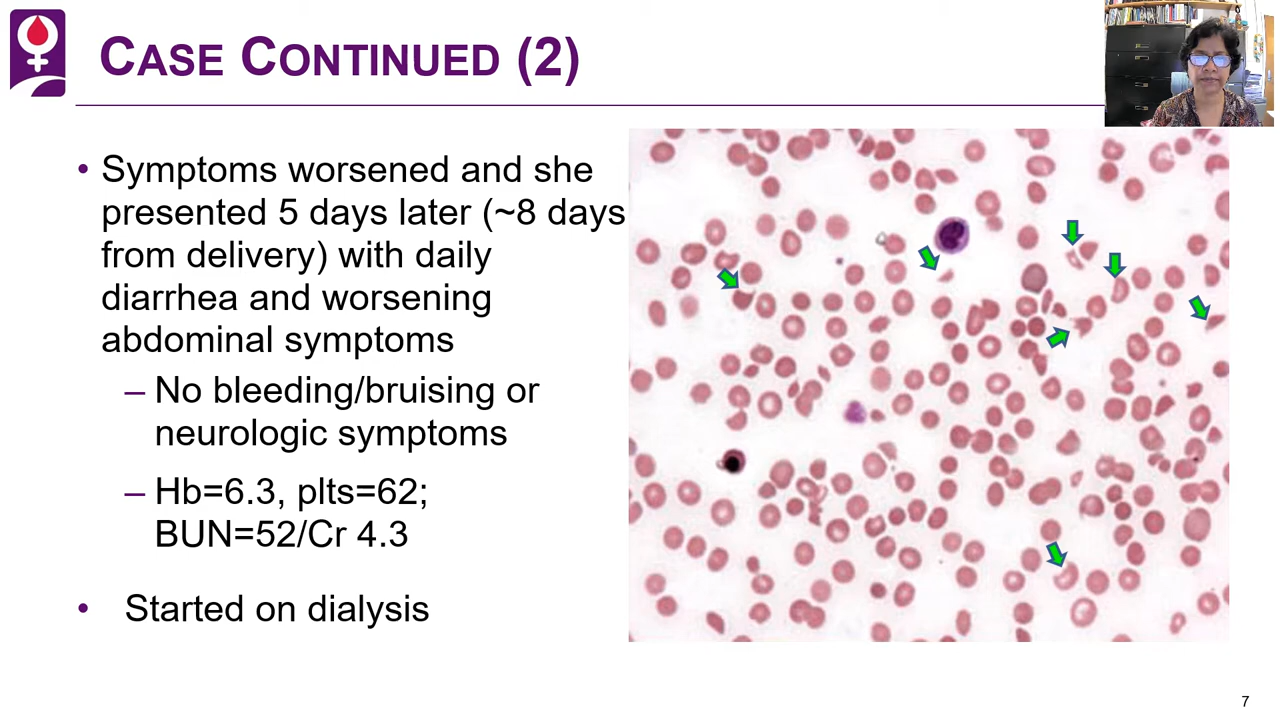 CASE CONTINUED (2)
• Symptoms worsened and she
presented 5 days later (~8 days
from delivery) with daily
diarrhea and worsening
abdominal symptoms
– No bleeding/bruising or
neurologic symptoms
– Hb=6.3, plts=62;
BUN=52/Cr 4.3
• Started on dialysis
7